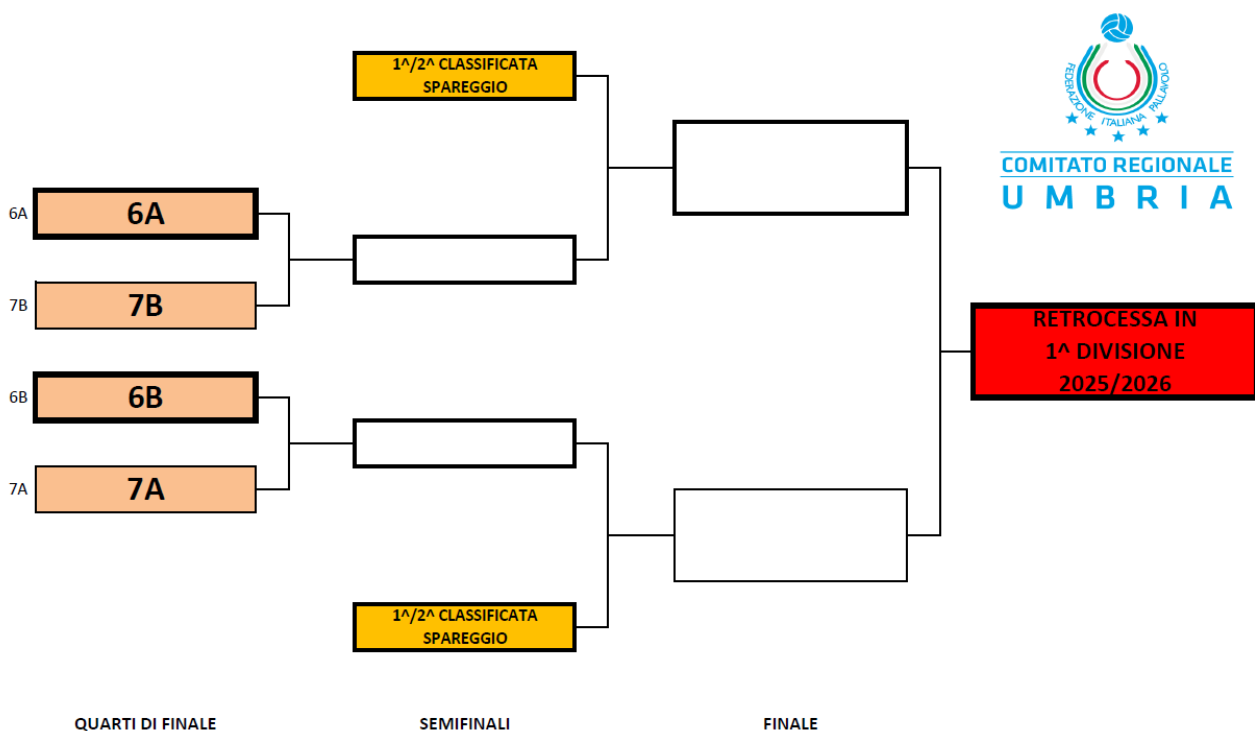 1^/2^ CLASSIFICATA
SPAREGGIO
FEDERAZIONE ITALIANA PALLAVOLO
COMITATO REGIONALE
UMBRIA
6A
6A
7B
7B
RETROCESSA IN
1^ DIVISIONE
2025/2026
6B
6B
7A
7A
1^/2^ CLASSIFICATA
SPAREGGIO
QUARTI DI FINALE
SEMIFINALI
FINALE